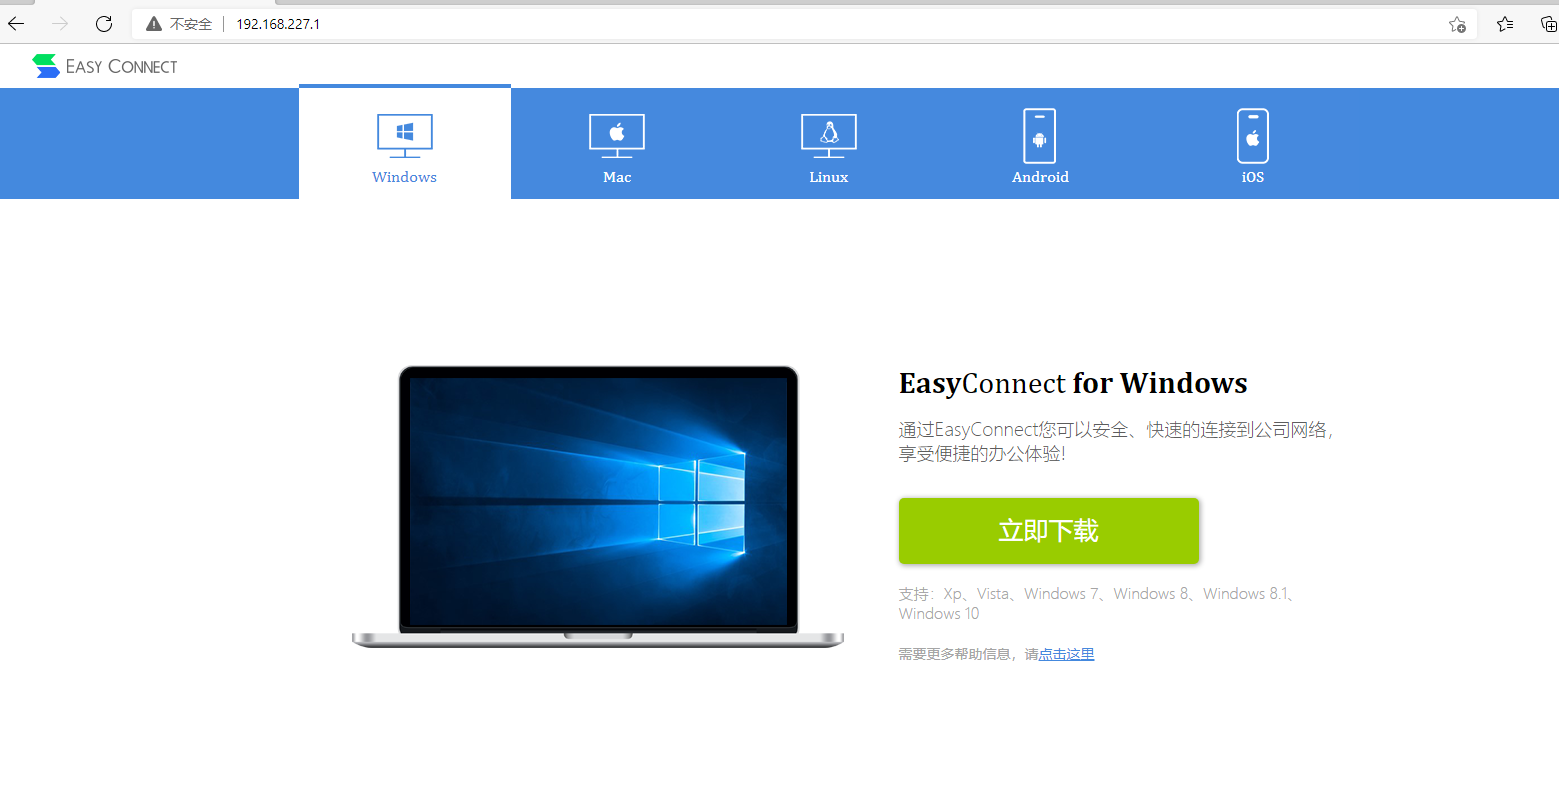 不安全 192.168.227.1
EASY CONNECT
Windows
Mac
Linux
Android
iOS
EasyConnect for Windows
通过EasyConnect您可以安全、快速的连接到公司网络，
享受便捷的办公体验!
立即下载
支持：Xp、Vista、Windows 7、Windows 8、Windows 8.1、
Windows 10
需要更多帮助信息，请点击这里